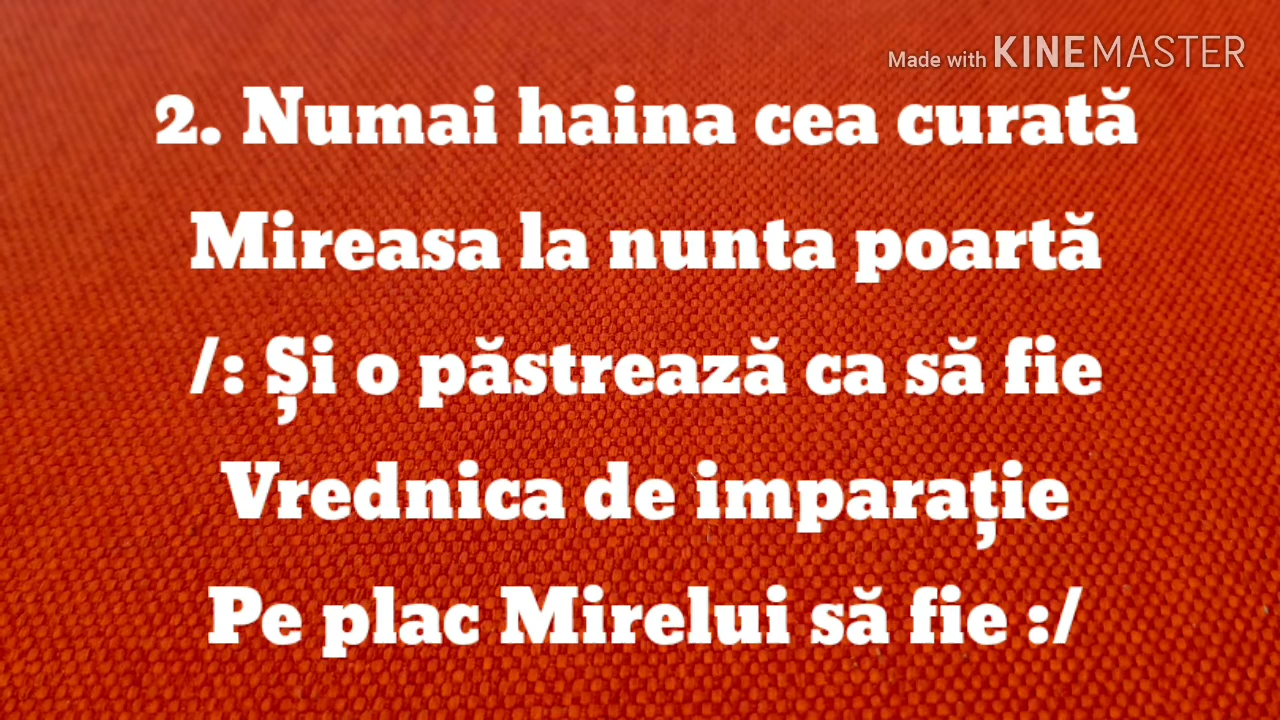 Made with KINEMASTER
2. Numai haina cea curată
Mireasa la nunta poartă
/: Și o păstrează ca să fie
Vrednica de imparație
Pe plac Mirelui să fie :/